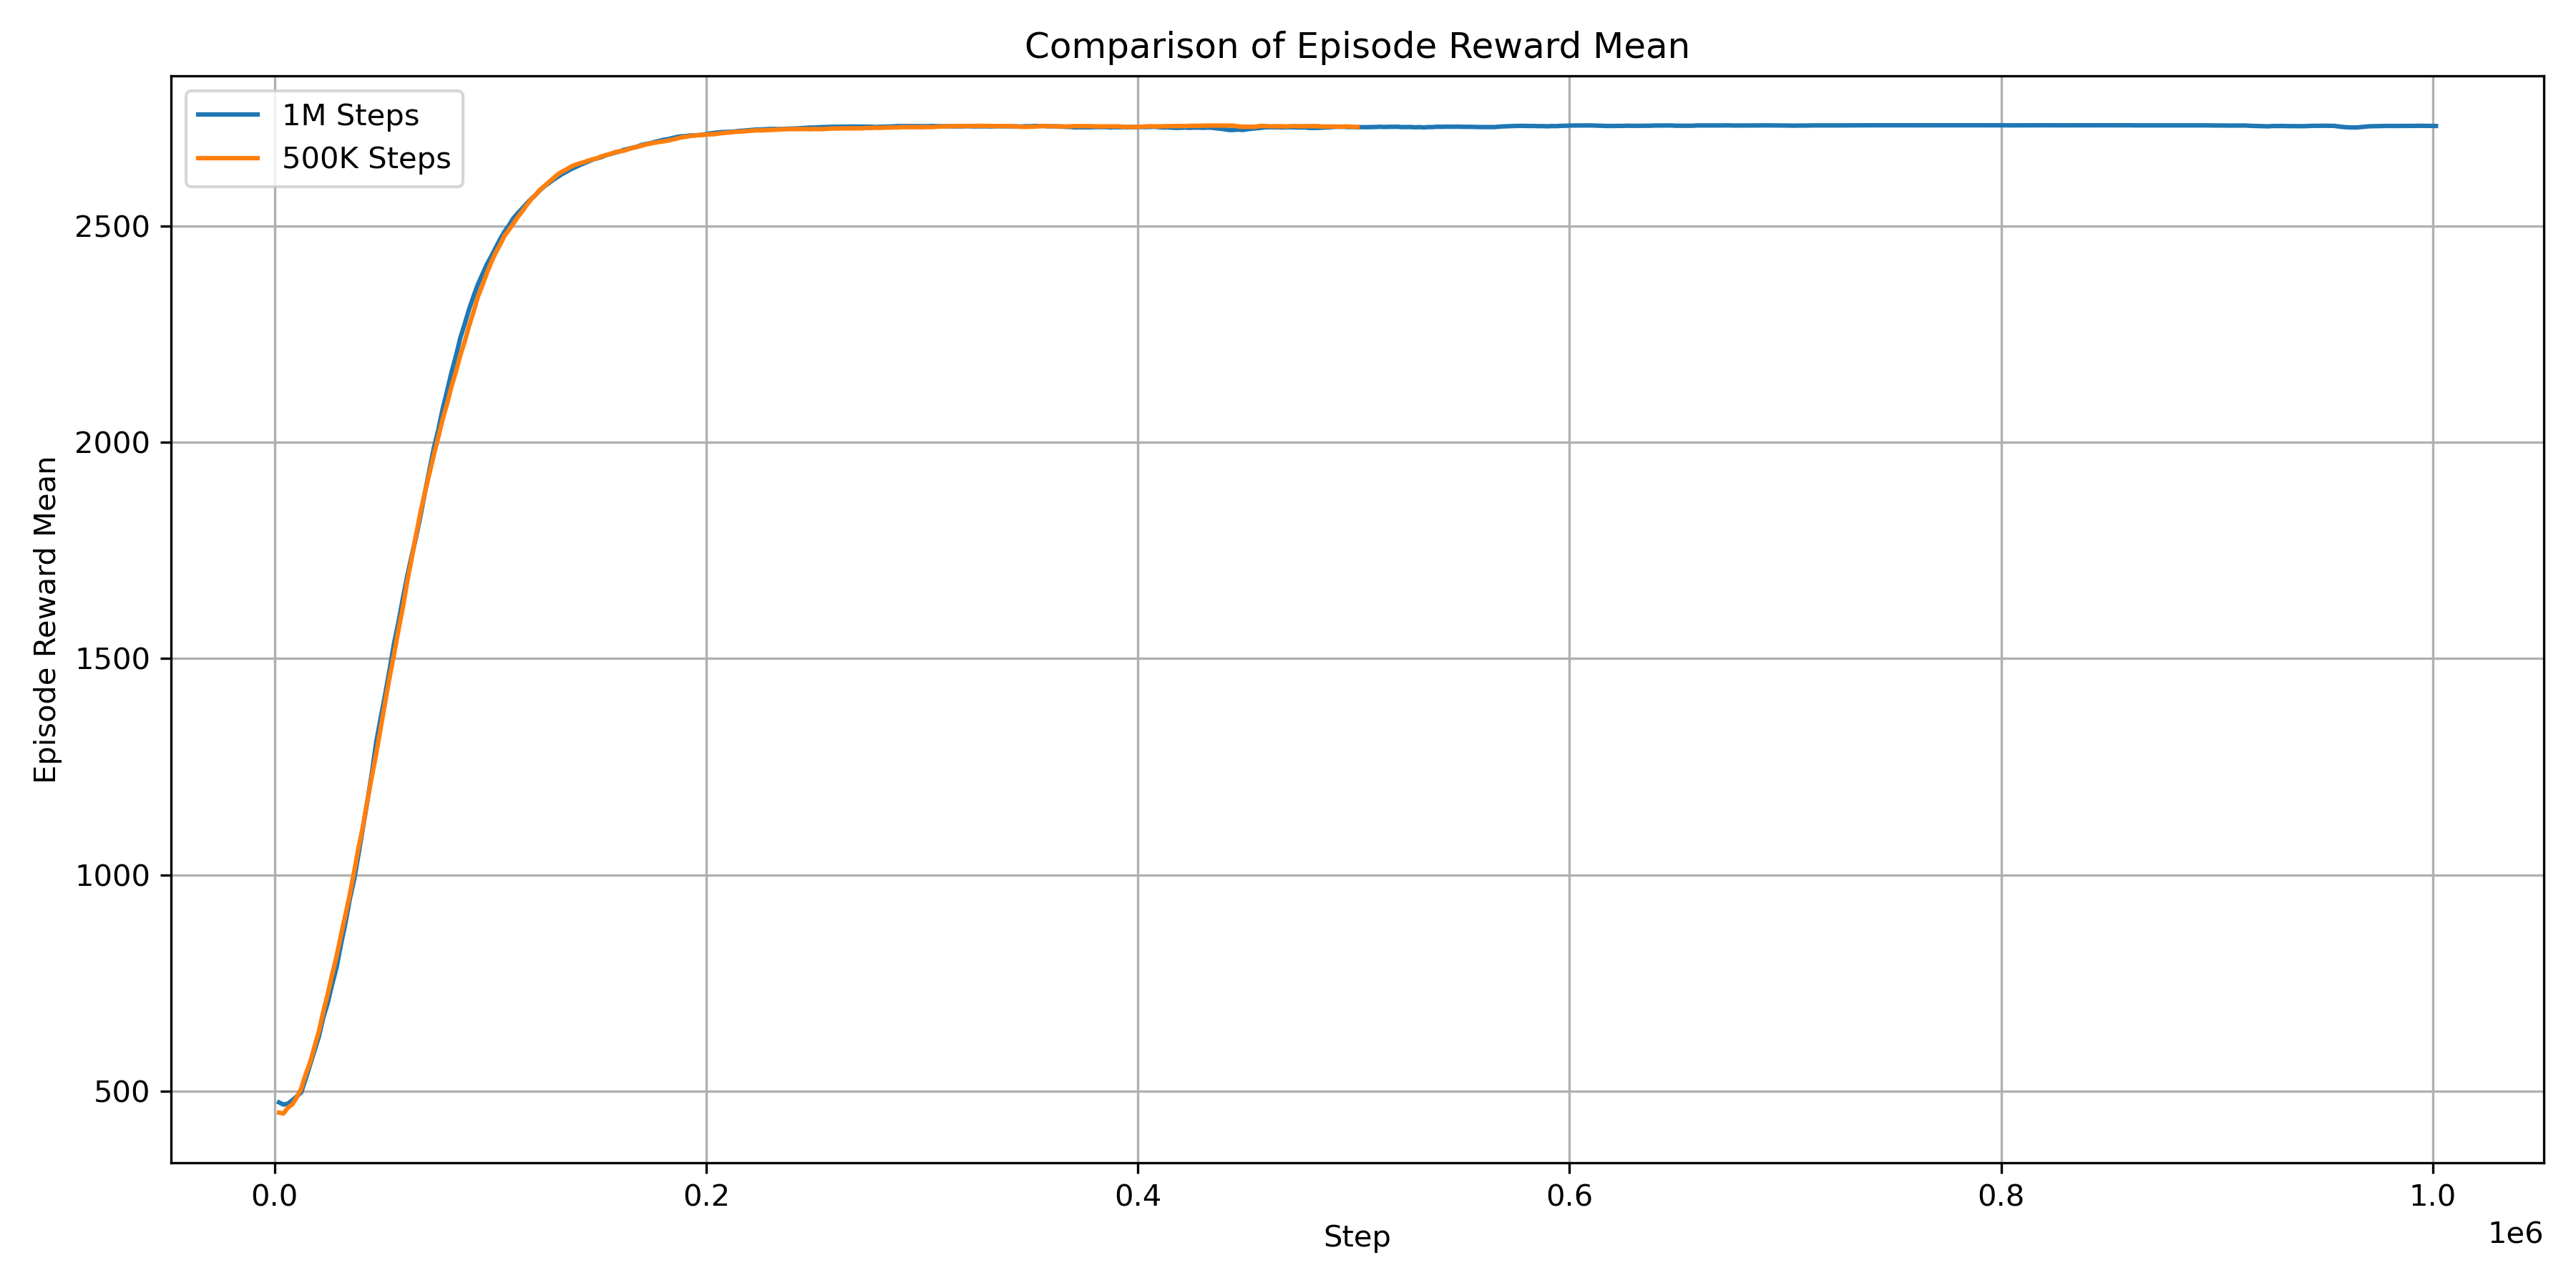 Comparison of Episode Reward Mean
1M Steps
500K Steps
Episode Reward Mean
2500
2000
1500
1000
500
0.0 0.2 0.4 0.6 0.8 1.0
1e6
Step